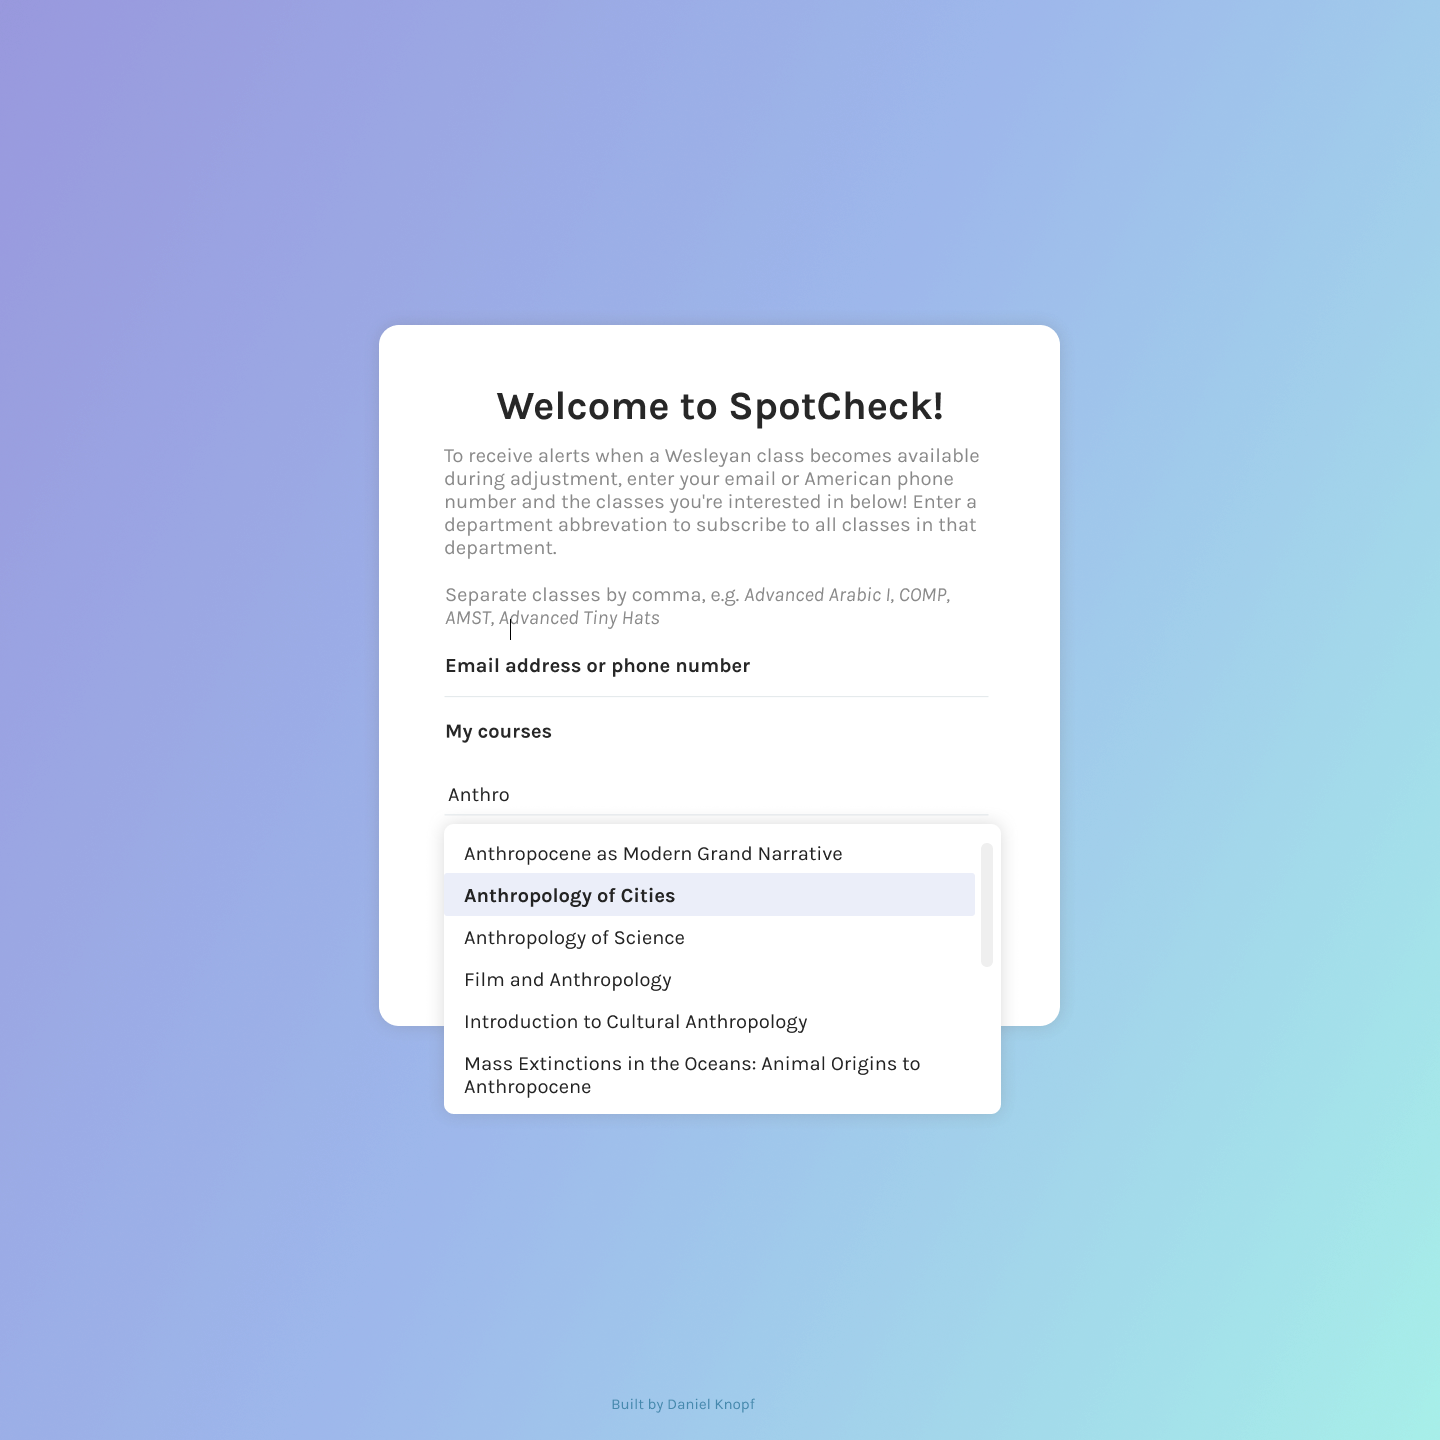 Welcome to SpotCheck!
To receive alerts when a Wesleyan class becomes available
during adjustment, enter your email or American phone
number and the classes you're interested in below! Enter a
department abbrevation to subscribe to all classes in that
department.
Separate classes by comma, e.g. Advanced Arabic I, COMP,
AMST, Advanced Tiny Hats
Email address or phone number
My courses
Anthro
Anthropocene as Modern Grand Narrative
Anthropology of Cities
Anthropology of Science
Film and Anthropology
Introduction to Cultural Anthropology
Mass Extinctions in the Oceans: Animal Origins to
Anthropocene
Built by Daniel Knopf